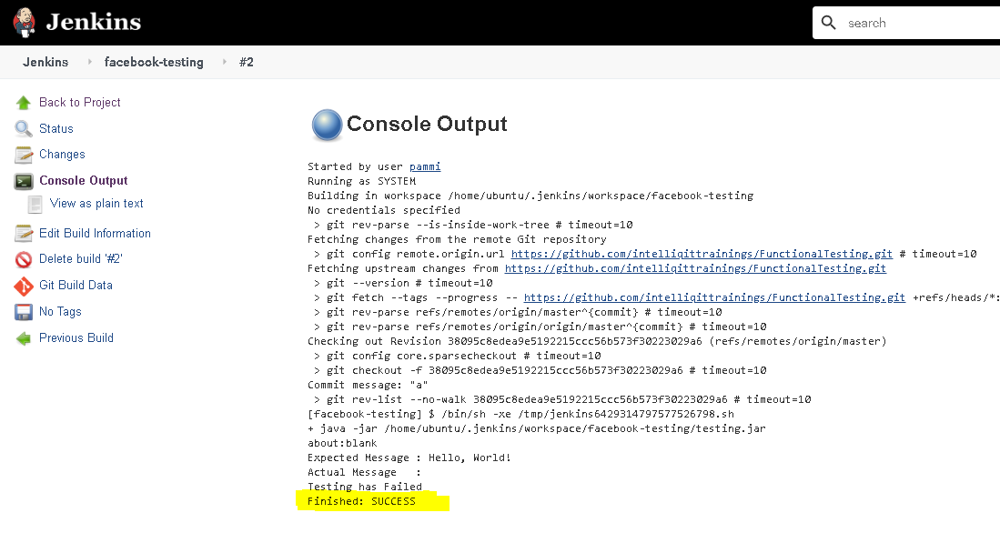 Jenkins
search
Jenkins facebook-testing #2
Back to Project
Status
Changes
Console Output
View as plain text
Edit Build Information
Delete build '#2'
Git Build Data
No Tags
Previous Build
Console Output
Started by user pammi
Running as SYSTEM
Building in workspace /home/ubuntu/.jenkins/workspace/facebook-testing
No credentials specified
> git rev-parse --is-inside-work-tree # timeout=10
Fetching changes from the remote Git repository
> git config remote.origin.url https://github.com/intelliqittrainings/FunctionalTesting.git # timeout=10
Fetching upstream changes from https://github.com/intelliqittrainings/FunctionalTesting.git
> git --version # timeout=10
> git fetch --tags --progress -- https://github.com/intelliqittrainings/FunctionalTesting.git +refs/heads/*:
> git rev-parse refs/remotes/origin/master^{commit} # timeout=10
> git rev-parse refs/remotes/origin/origin/master^{commit} # timeout=10
Checking out Revision 38095c8edea9e5192215ccc56b573f30223029a6 (refs/remotes/origin/master)
> git config core.sparsecheckout # timeout=10
> git checkout -f 38095c8edea9e5192215ccc56b573f30223029a6 # timeout=10
Commit message: "a"
> git rev-list --no-walk 38095c8edea9e5192215ccc56b573f30223029a6 # timeout=10
[facebook-testing] $ /bin/sh -xe /tmp/jenkins6429314797577526798.sh
+ java -jar /home/ubuntu/.jenkins/workspace/facebook-testing/testing.jar
about:blank
Expected Message : Hello, World!
Actual Message   :
Testing has Failed
Finished: SUCCESS